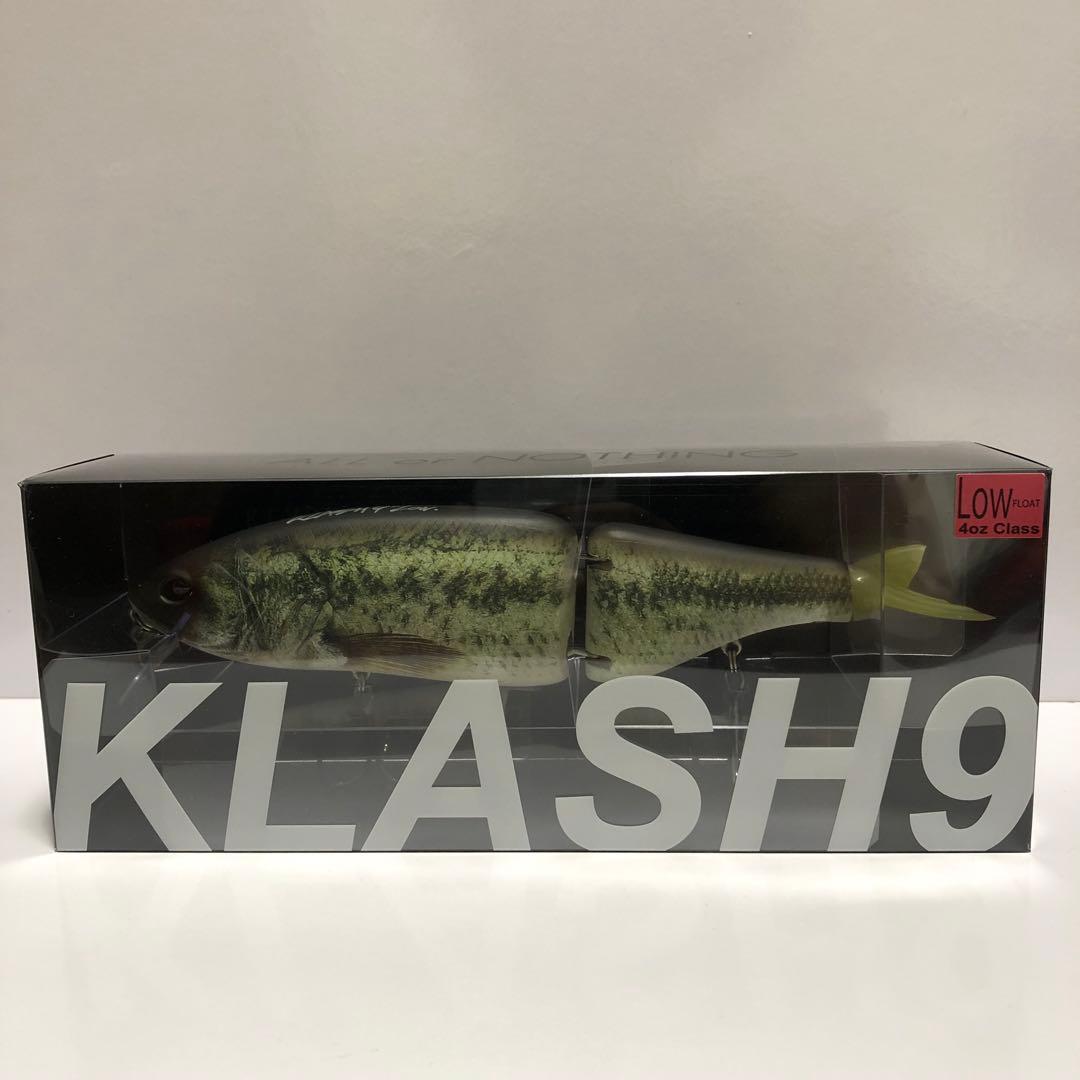 ALL or NOTHING
LOW FLOAT
4oz Class
KLASH9